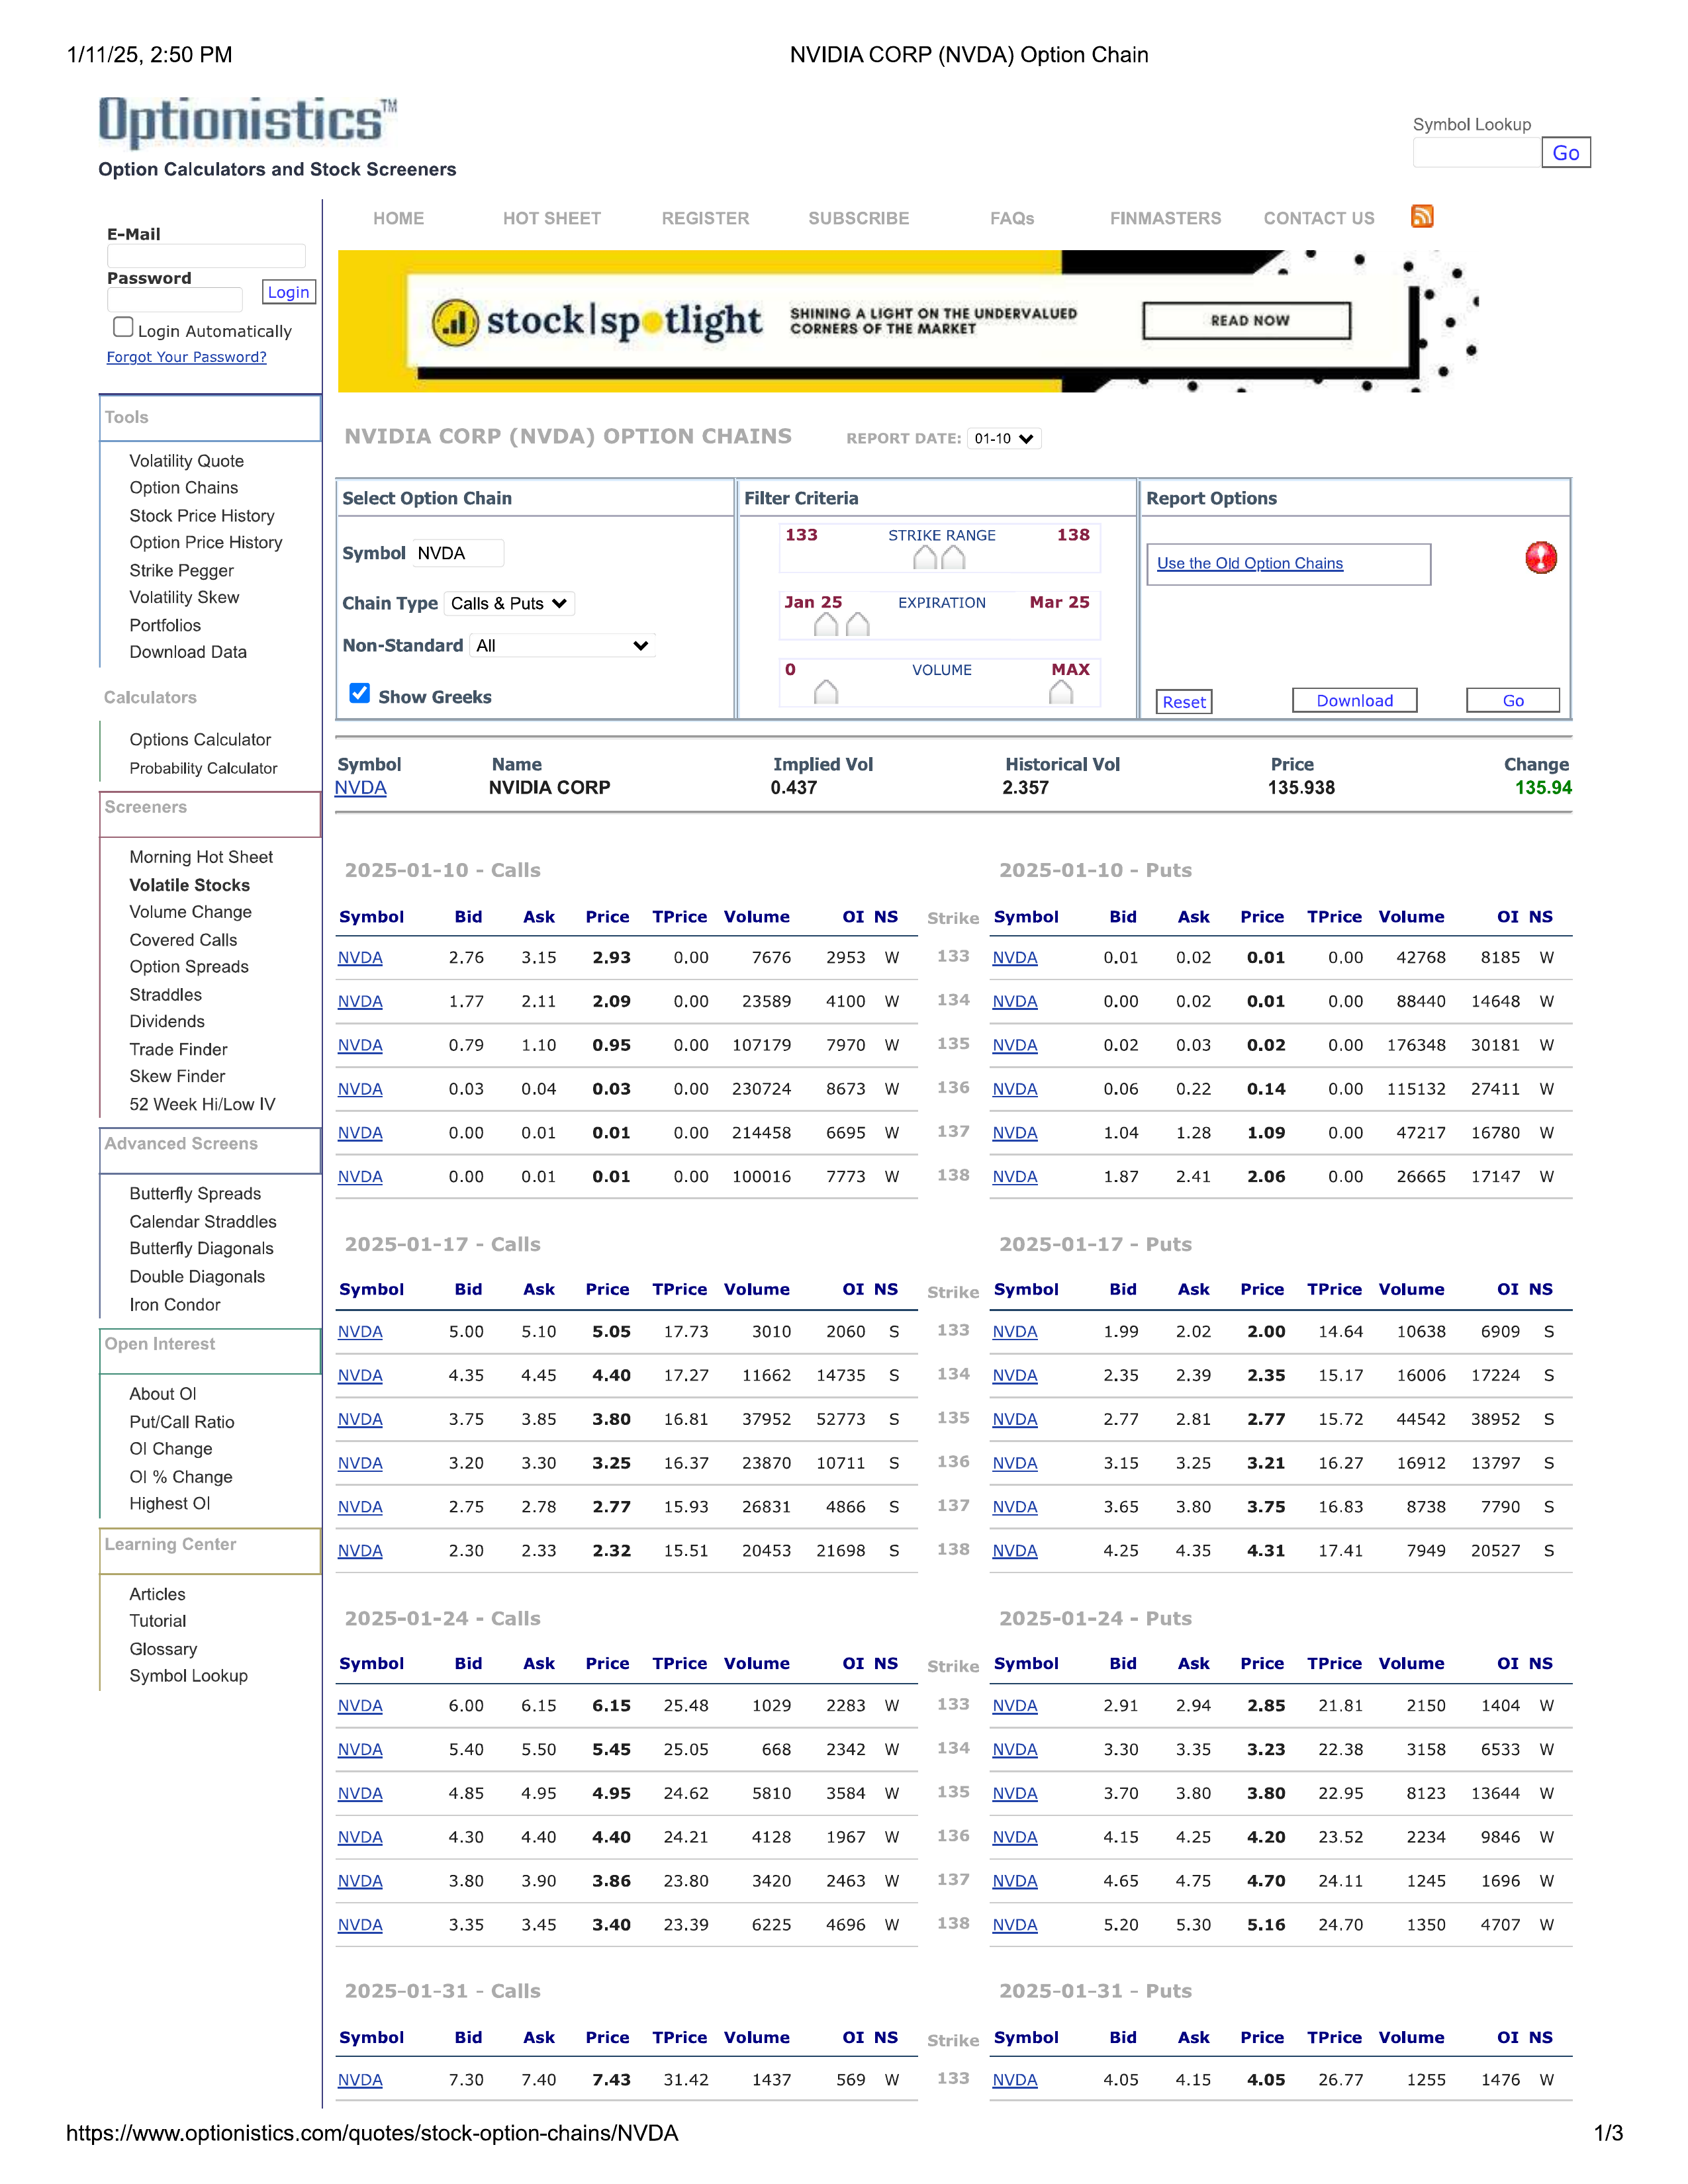 1/11/25, 2:50 PM NVIDIA CORP (NVDA) Option Chain
Optionistics™
Option Calculators and Stock Screeners
Symbol Lookup
Go
HOME HOT SHEET REGISTER SUBSCRIBE FAQs FINMASTERS CONTACT US
E-Mail
Password
Login
Login Automatically
Forgot Your Password?
stock|spotlight
SHINING A LIGHT ON THE UNDERVALUED
CORNERS OF THE MARKET
READ NOW
Tools
Volatility Quote
Option Chains
Stock Price History
Option Price History
Strike Pegger
Volatility Skew
Portfolios
Download Data
Calculators
Options Calculator
Probability Calculator
Screeners
Morning Hot Sheet
Volatile Stocks
Volume Change
Covered Calls
Option Spreads
Straddles
Dividends
Trade Finder
Skew Finder
52 Week Hi/Low IV
Advanced Screens
Butterfly Spreads
Calendar Straddles
Butterfly Diagonals
Double Diagonals
Iron Condor
Open Interest
About OI
Put/Call Ratio
OI Change
OI % Change
Highest OI
Learning Center
Articles
Tutorial
Glossary
Symbol Lookup
NVIDIA CORP (NVDA) OPTION CHAINS REPORT DATE: 01-10
Select Option Chain
Symbol NVDA
Chain Type Calls & Puts
Non-Standard All
Show Greeks
Filter Criteria
133 STRIKE RANGE 138
Jan 25 EXPIRATION Mar 25
0 VOLUME MAX
Report Options
Use the Old Option Chains
Reset Download Go
Symbol Name Implied Vol Historical Vol Price Change
NVDA NVIDIA CORP 0.437 2.357 135.938 135.94
2025-01-10 - Calls 2025-01-10 - Puts
Symbol Bid Ask Price TPrice Volume OI NS Strike Symbol Bid Ask Price TPrice Volume OI NS
NVDA 2.76 3.15 2.93 0.00 7676 2953 W 133 NVDA 0.01 0.02 0.01 0.00 42768 8185 W
NVDA 1.77 2.11 2.09 0.00 23589 4100 W 134 NVDA 0.00 0.02 0.01 0.00 88440 14648 W
NVDA 0.79 1.10 0.95 0.00 107179 7970 W 135 NVDA 0.02 0.03 0.02 0.00 176348 30181 W
NVDA 0.03 0.04 0.03 0.00 230724 8673 W 136 NVDA 0.06 0.22 0.14 0.00 115132 27411 W
NVDA 0.00 0.01 0.01 0.00 214458 6695 W 137 NVDA 1.04 1.28 1.09 0.00 47217 16780 W
NVDA 0.00 0.01 0.01 0.00 100016 7773 W 138 NVDA 1.87 2.41 2.06 0.00 26665 17147 W
2025-01-17 - Calls 2025-01-17 - Puts
Symbol Bid Ask Price TPrice Volume OI NS Strike Symbol Bid Ask Price TPrice Volume OI NS
NVDA 5.00 5.10 5.05 17.73 3010 2060 S 133 NVDA 1.99 2.02 2.00 14.64 10638 6909 S
NVDA 4.35 4.45 4.40 17.27 11662 14735 S 134 NVDA 2.35 2.39 2.35 15.17 16006 17224 S
NVDA 3.75 3.85 3.80 16.81 37952 52773 S 135 NVDA 2.77 2.81 2.77 15.72 44542 38952 S
NVDA 3.20 3.30 3.25 16.37 23870 10711 S 136 NVDA 3.15 3.25 3.21 16.27 16912 13797 S
NVDA 2.75 2.78 2.77 15.93 26831 4866 S 137 NVDA 3.65 3.80 3.75 16.83 8738 7790 S
NVDA 2.30 2.33 2.32 15.51 20453 21698 S 138 NVDA 4.25 4.35 4.31 17.41 7949 20527 S
2025-01-24 - Calls 2025-01-24 - Puts
Symbol Bid Ask Price TPrice Volume OI NS Strike Symbol Bid Ask Price TPrice Volume OI NS
NVDA 6.00 6.15 6.15 25.48 1029 2283 W 133 NVDA 2.91 2.94 2.85 21.81 2150 1404 W
NVDA 5.40 5.50 5.45 25.05 668 2342 W 134 NVDA 3.30 3.35 3.23 22.38 3158 6533 W
NVDA 4.85 4.95 4.95 24.62 5810 3584 W 135 NVDA 3.70 3.80 3.80 22.95 8123 13644 W
NVDA 4.30 4.40 4.40 24.21 4128 1967 W 136 NVDA 4.15 4.25 4.20 23.52 2234 9846 W
NVDA 3.80 3.90 3.86 23.80 3420 2463 W 137 NVDA 4.65 4.75 4.70 24.11 1245 1696 W
NVDA 3.35 3.45 3.40 23.39 6225 4696 W 138 NVDA 5.20 5.30 5.16 24.70 1350 4707 W
2025-01-31 - Calls 2025-01-31 - Puts
Symbol Bid Ask Price TPrice Volume OI NS Strike Symbol Bid Ask Price TPrice Volume OI NS
NVDA 7.30 7.40 7.43 31.42 1437 569 W 133 NVDA 4.05 4.15 4.05 26.77 1255 1476 W
https://www.optionistics.com/quotes/stock-option-chains/NVDA 1/3